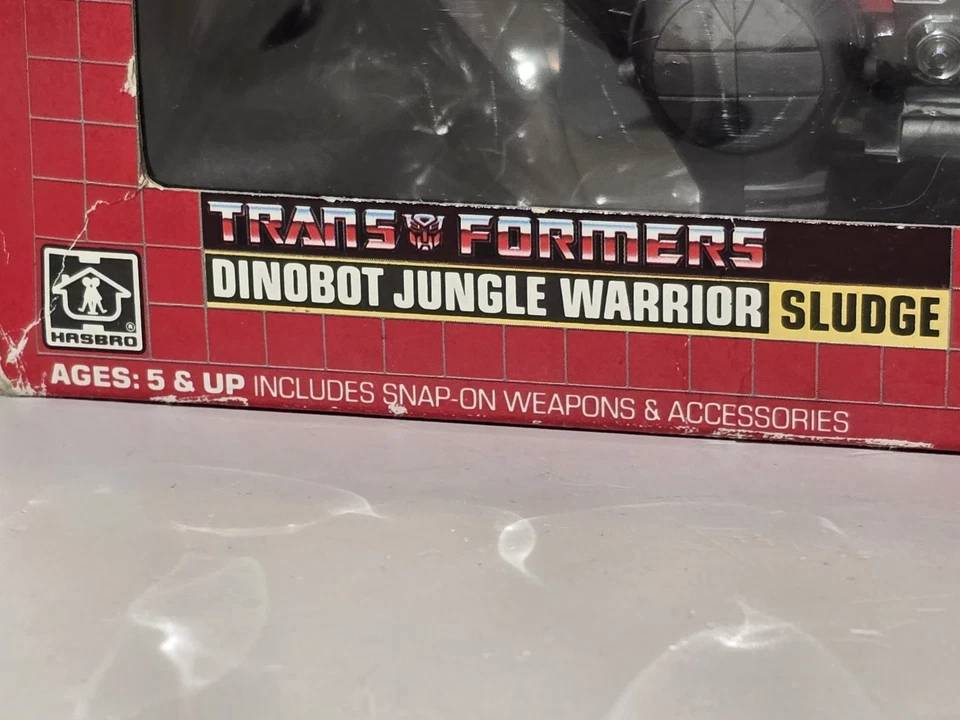 TRANSFORMERS
DINOBOT JUNGLE WARRIOR SLUDGE
HASBRO ®
AGES: 5 & UP INCLUDES SNAP-ON WEAPONS & ACCESSORIES